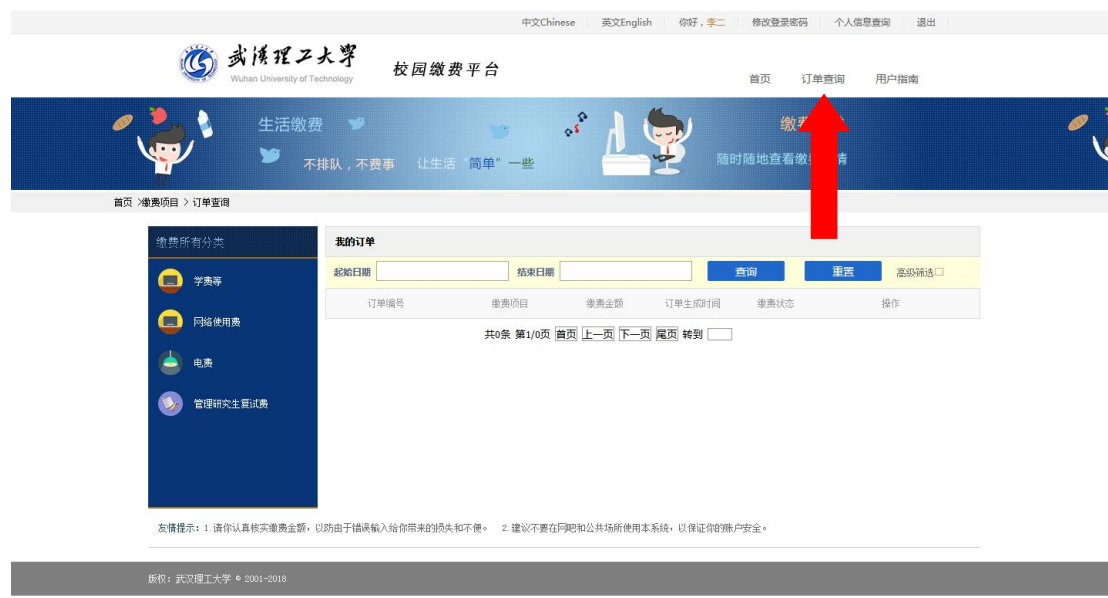 中文Chinese 英文English 你好，李二 修改登录密码 个人信息查询 退出
武汉理工大学 校园缴费平台
Wuhan University of Technology
首页 订单查询 用户指南
生活缴费
不排队，不费事 让生活“简单”一些
随时随地查看缴
首页 >缴费项目 > 订单查询
缴费所有分类
学费等
网络使用费
电费
管理研究生复试费
我的订单
起始日期 结束日期 查询 重置 高级筛选
订单编号 缴费项目 缴费金额 订单生成时间 缴费状态 操作
共0条 第1/0页 首页 上一页 下一页 尾页 转到
友情提示：1.请你认真核实缴费金额，以防由于错误输入给你带来的损失和不便。 2.建议不要在网吧和公共场所使用本系统，以保证你的账户安全。
版权：武汉理工大学 © 2001-2018